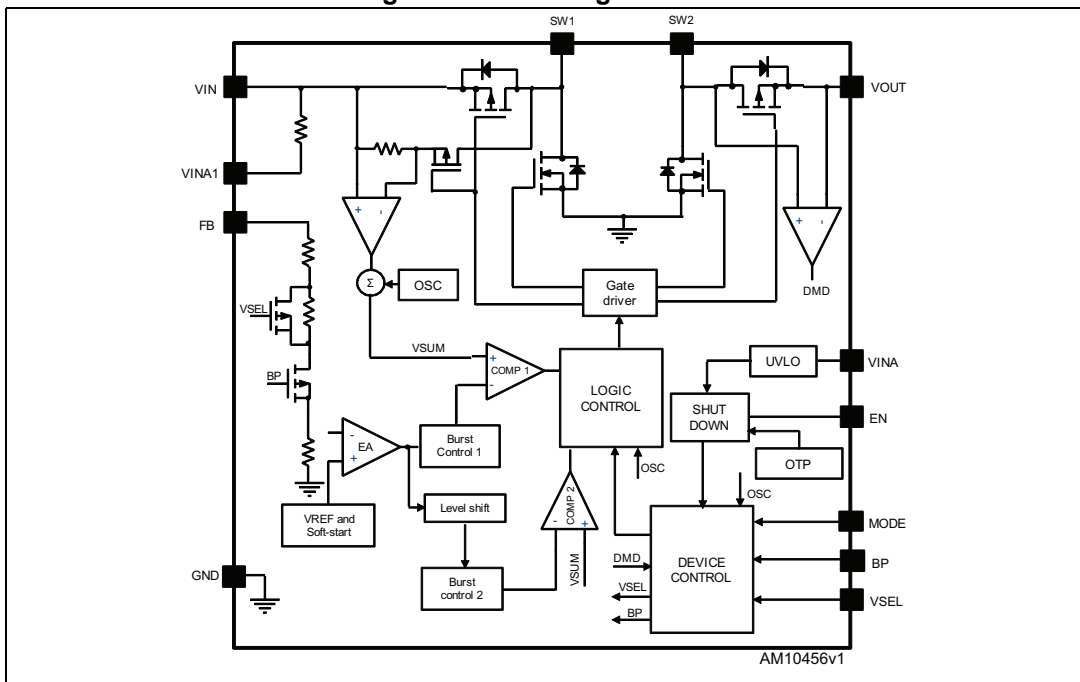 SW1
SW2
VIN
VOUT
VINA1
FB
+ -
+ -
Σ
OSC
Gate
driver
DMD
VSEL
VSUM
+
-
COMP 1
LOGIC
CONTROL
UVLO
VINA
BP
SHUT
DOWN
EN
-
+
EA
Burst
Control 1
OSC
OTP
VREF and
Soft-start
Level shift
- +
COMP 2
OSC
MODE
GND
Burst
control 2
VSUM
DMD
VSEL
BP
DEVICE
CONTROL
BP
VSEL
AM10456v1